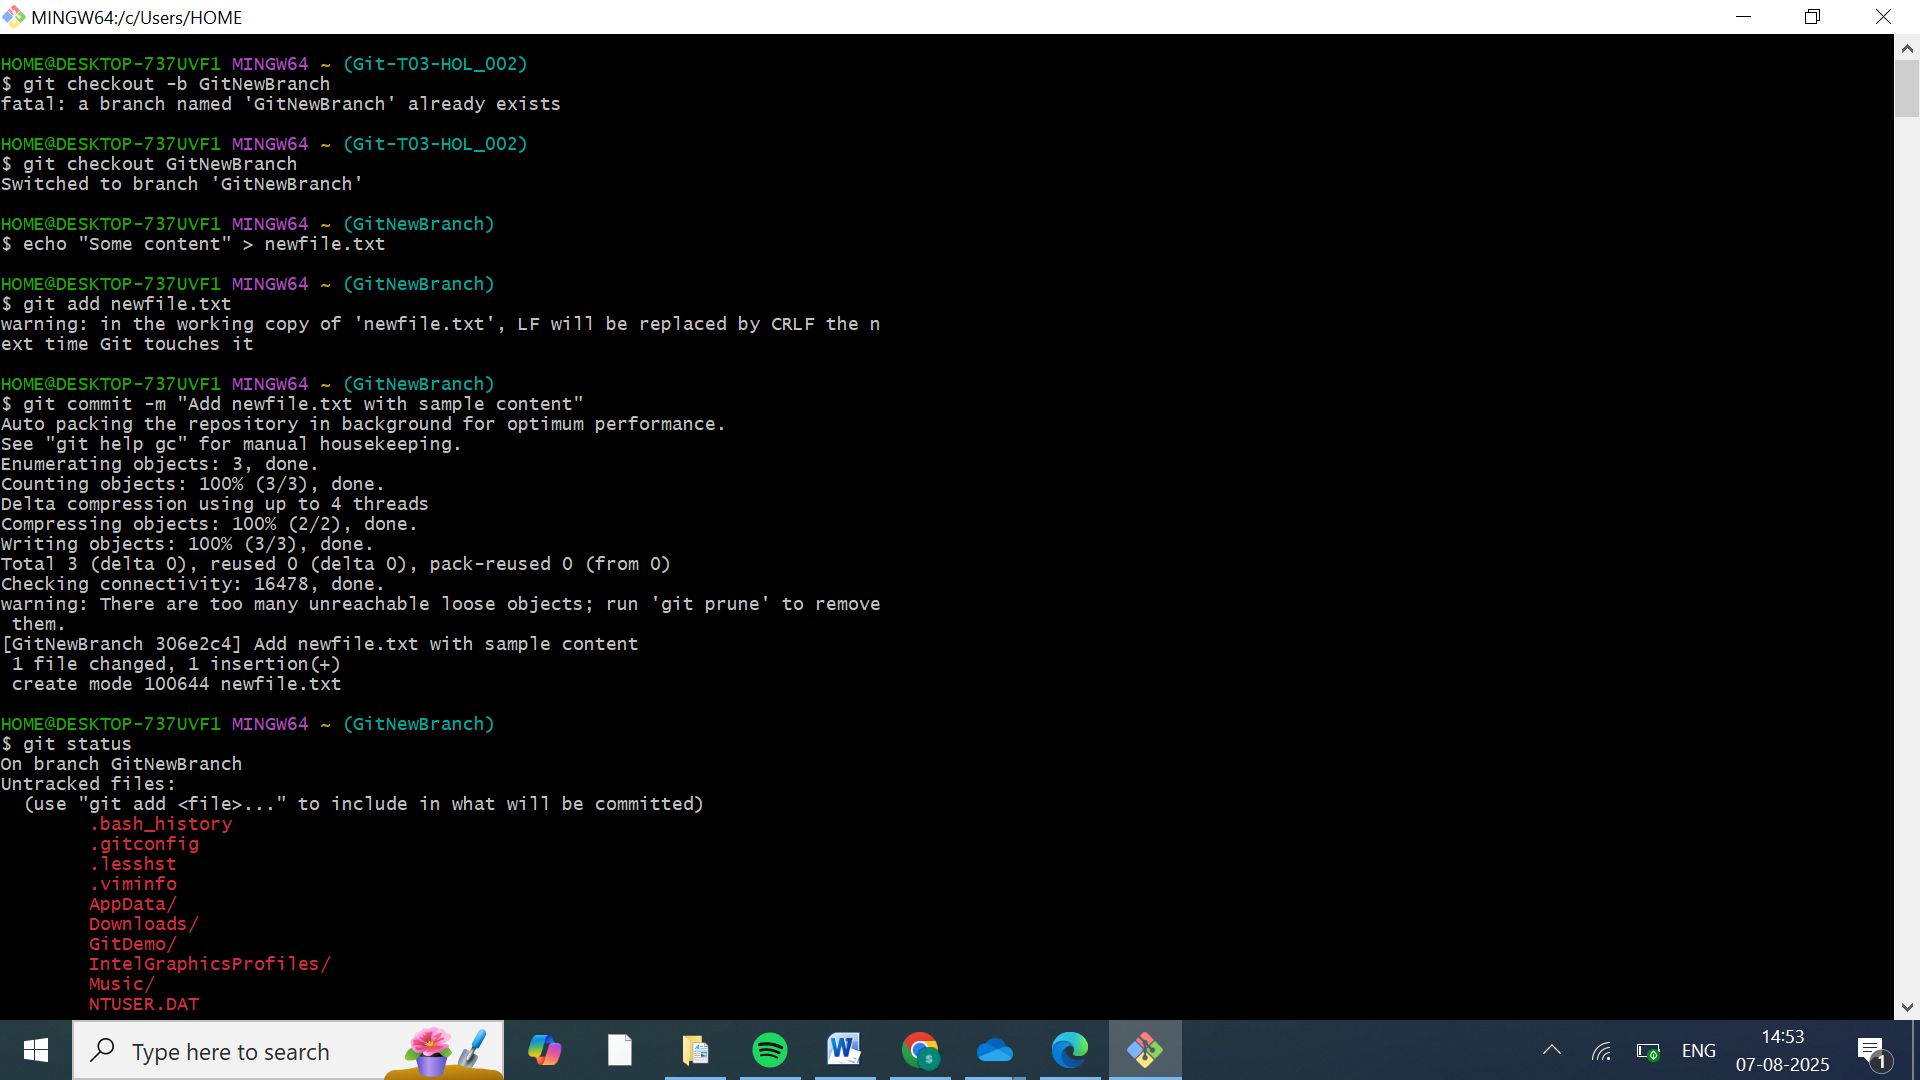 MINGW64:/c/Users/HOME
HOME@DESKTOP-737UVF1 MINGW64 ~ (Git-T03-HOL_002)
$ git checkout -b GitNewBranch
fatal: a branch named 'GitNewBranch' already exists
HOME@DESKTOP-737UVF1 MINGW64 ~ (Git-T03-HOL_002)
$ git checkout GitNewBranch
Switched to branch 'GitNewBranch'
HOME@DESKTOP-737UVF1 MINGW64 ~ (GitNewBranch)
$ echo "Some content" > newfile.txt
HOME@DESKTOP-737UVF1 MINGW64 ~ (GitNewBranch)
$ git add newfile.txt
warning: in the working copy of 'newfile.txt', LF will be replaced by CRLF the n
ext time Git touches it
HOME@DESKTOP-737UVF1 MINGW64 ~ (GitNewBranch)
$ git commit -m "Add newfile.txt with sample content"
Auto packing the repository in background for optimum performance.
See "git help gc" for manual housekeeping.
Enumerating objects: 3, done.
Counting objects: 100% (3/3), done.
Delta compression using up to 4 threads
Compressing objects: 100% (2/2), done.
Writing objects: 100% (3/3), done.
Total 3 (delta 0), reused 0 (delta 0), pack-reused 0 (from 0)
Checking connectivity: 16478, done.
warning: There are too many unreachable loose objects; run 'git prune' to remove
 them.
[GitNewBranch 306e2c4] Add newfile.txt with sample content
 1 file changed, 1 insertion(+)
 create mode 100644 newfile.txt
HOME@DESKTOP-737UVF1 MINGW64 ~ (GitNewBranch)
$ git status
On branch GitNewBranch
Untracked files:
  (use "git add <file>..." to include in what will be committed)
        .bash_history
        .gitconfig
        .lesshst
        .viminfo
        AppData/
        Downloads/
        GitDemo/
        IntelGraphicsProfiles/
        Music/
        NTUSER.DAT
Type here to search
W
S
ENG
14:53
07-08-2025
1